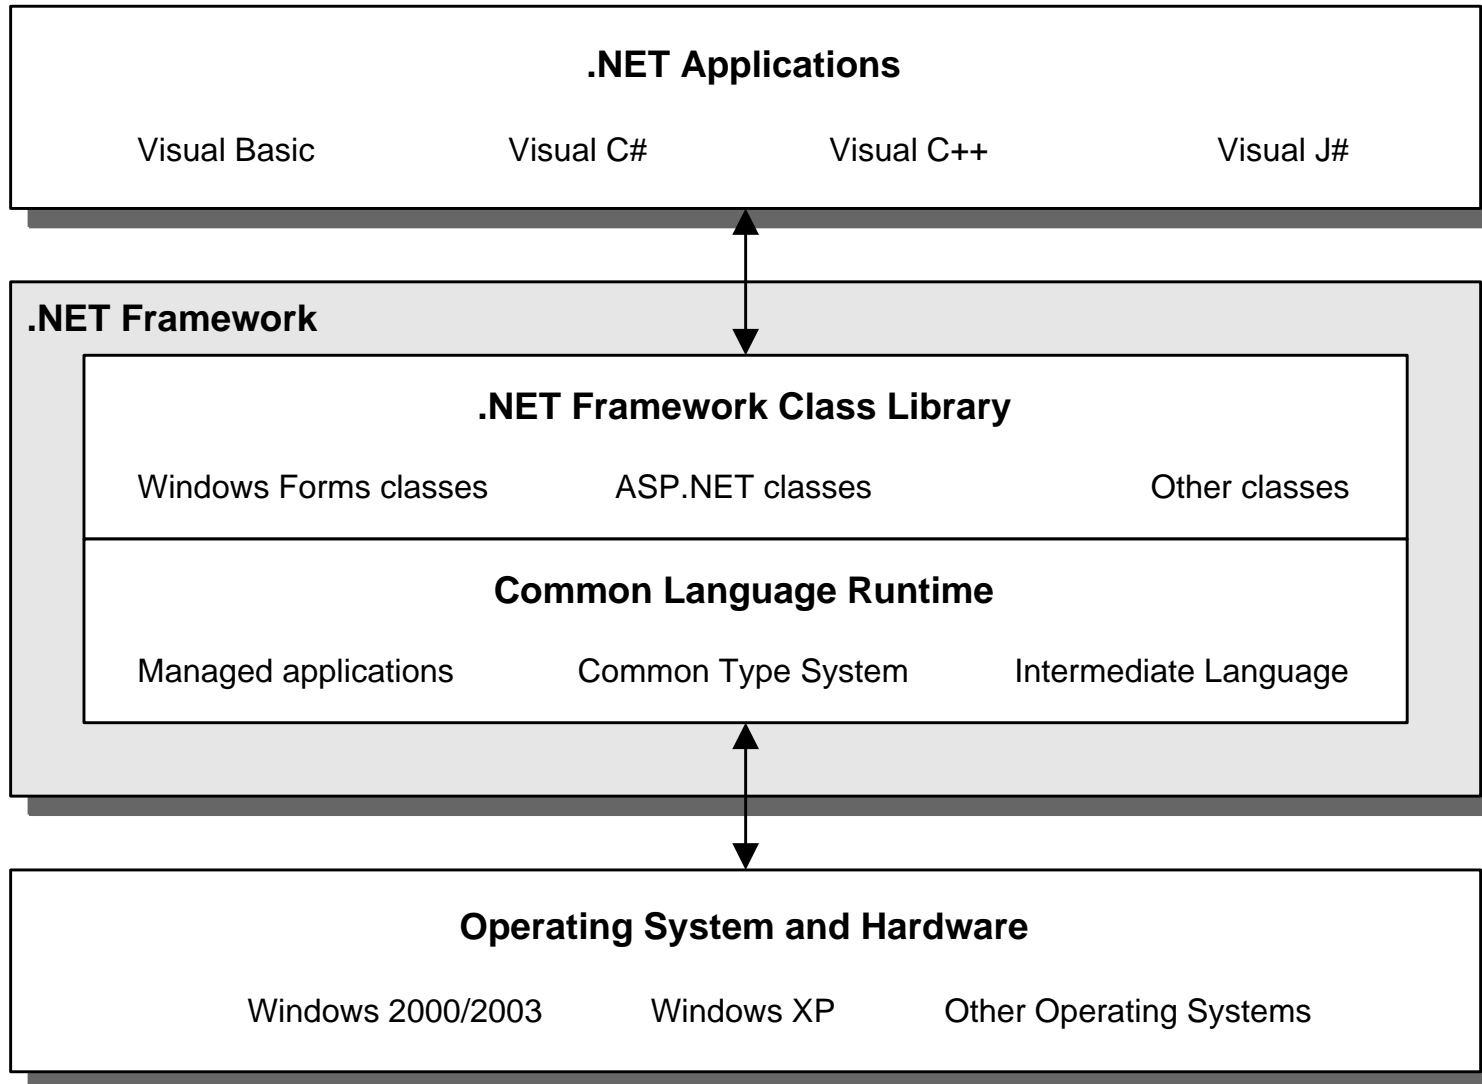 .NET Applications
Visual Basic Visual C# Visual C++ Visual J#
.NET Framework
.NET Framework Class Library
Windows Forms classes ASP.NET classes Other classes
Common Language Runtime
Managed applications Common Type System Intermediate Language
Operating System and Hardware
Windows 2000/2003 Windows XP Other Operating Systems